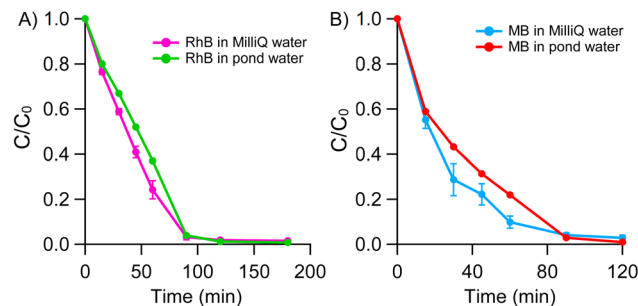 A)
RhB in MilliQ water
RhB in pond water
C/C₀
1.0
0.8
0.6
0.4
0.2
0.0
0 50 100 150 200
Time (min)
B)
MB in MilliQ water
MB in pond water
C/C₀
1.0
0.8
0.6
0.4
0.2
0.0
0 40 80 120
Time (min)